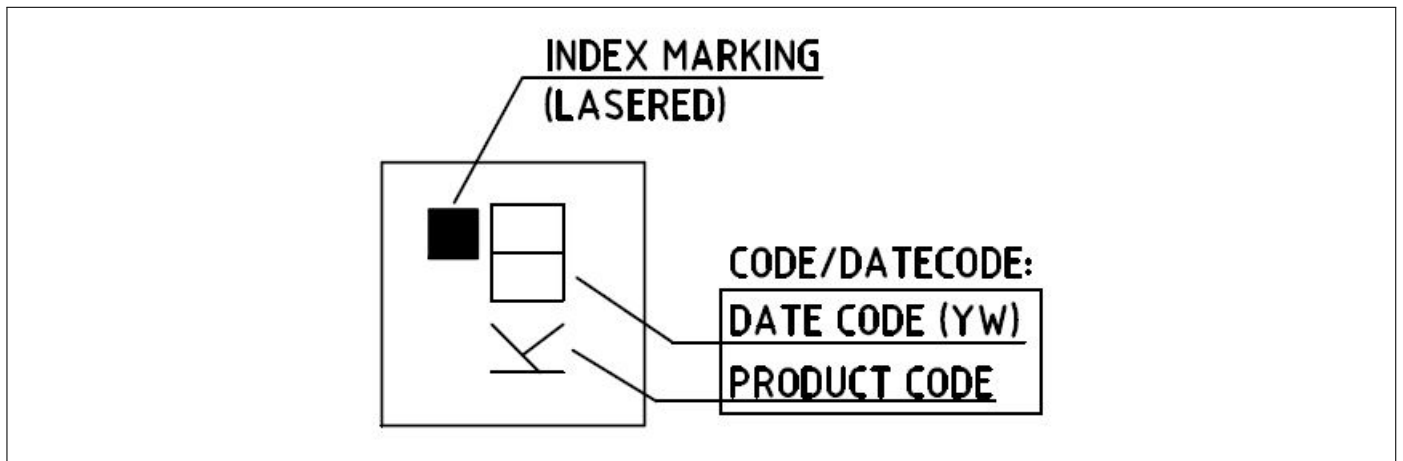 INDEX MARKING
(LASERED)
CODE/DATECODE:
DATE CODE (YW)
K
PRODUCT CODE